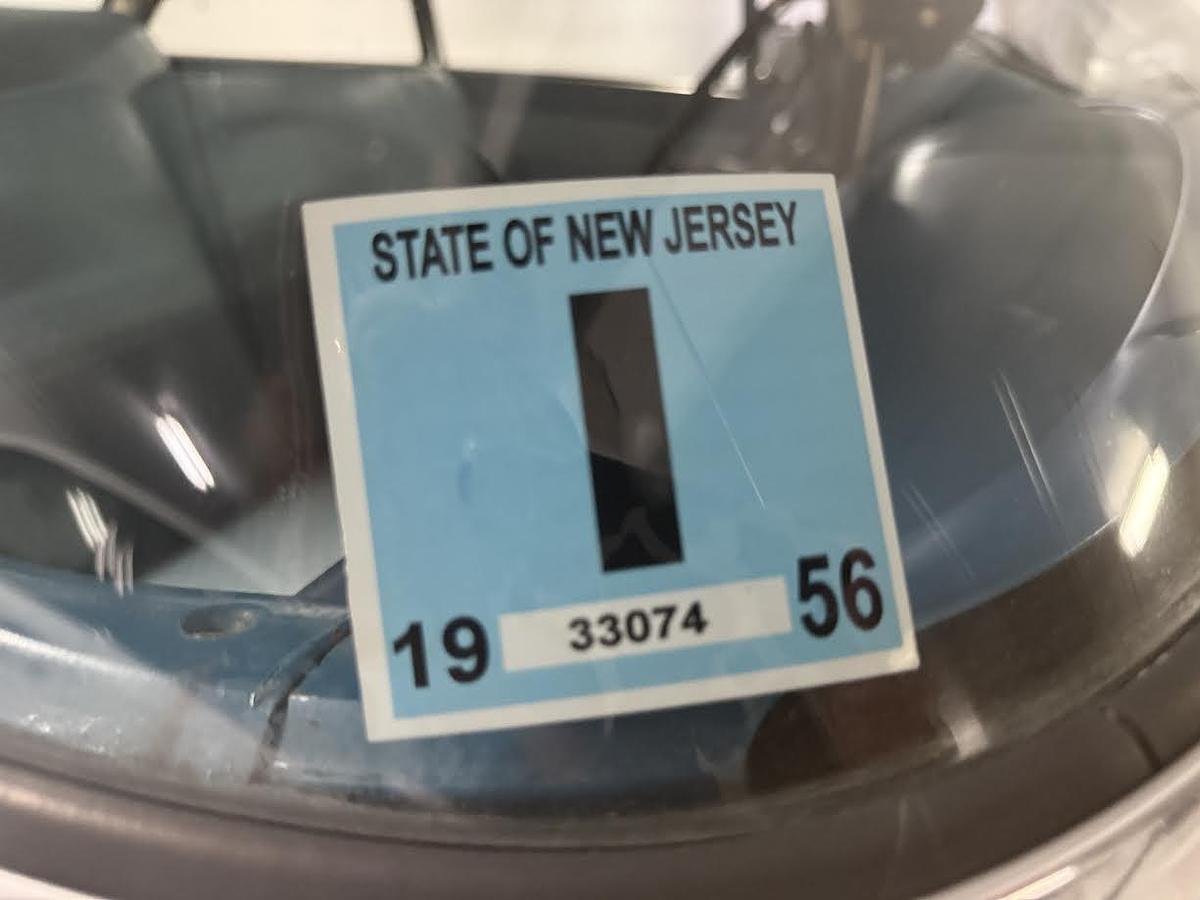 STATE OF NEW JERSEY
I
19 33074 56